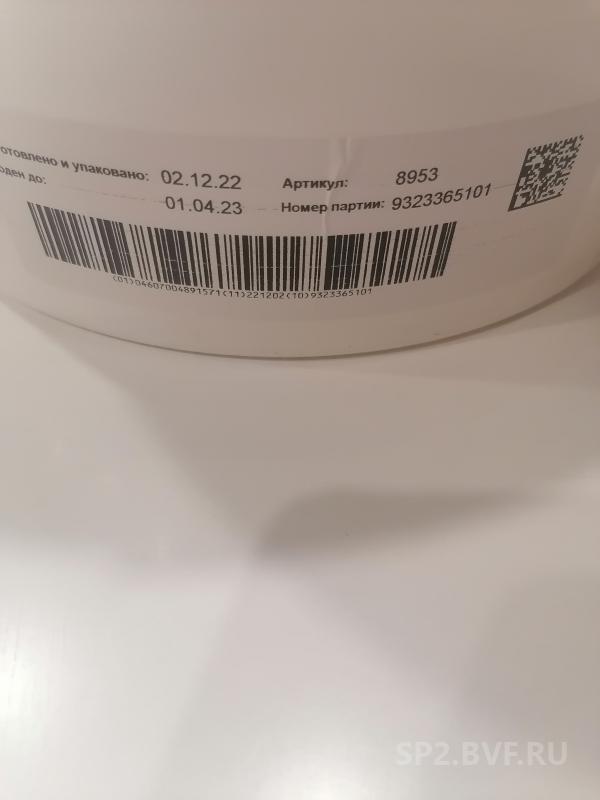 отовлено и упаковано: 02.12.22 Артикул: 8953
оден до: 01.04.23 Номер партии: 9323365101
(01)04607004891571(11)221202(10)9323365101
SP2.BVF.RU